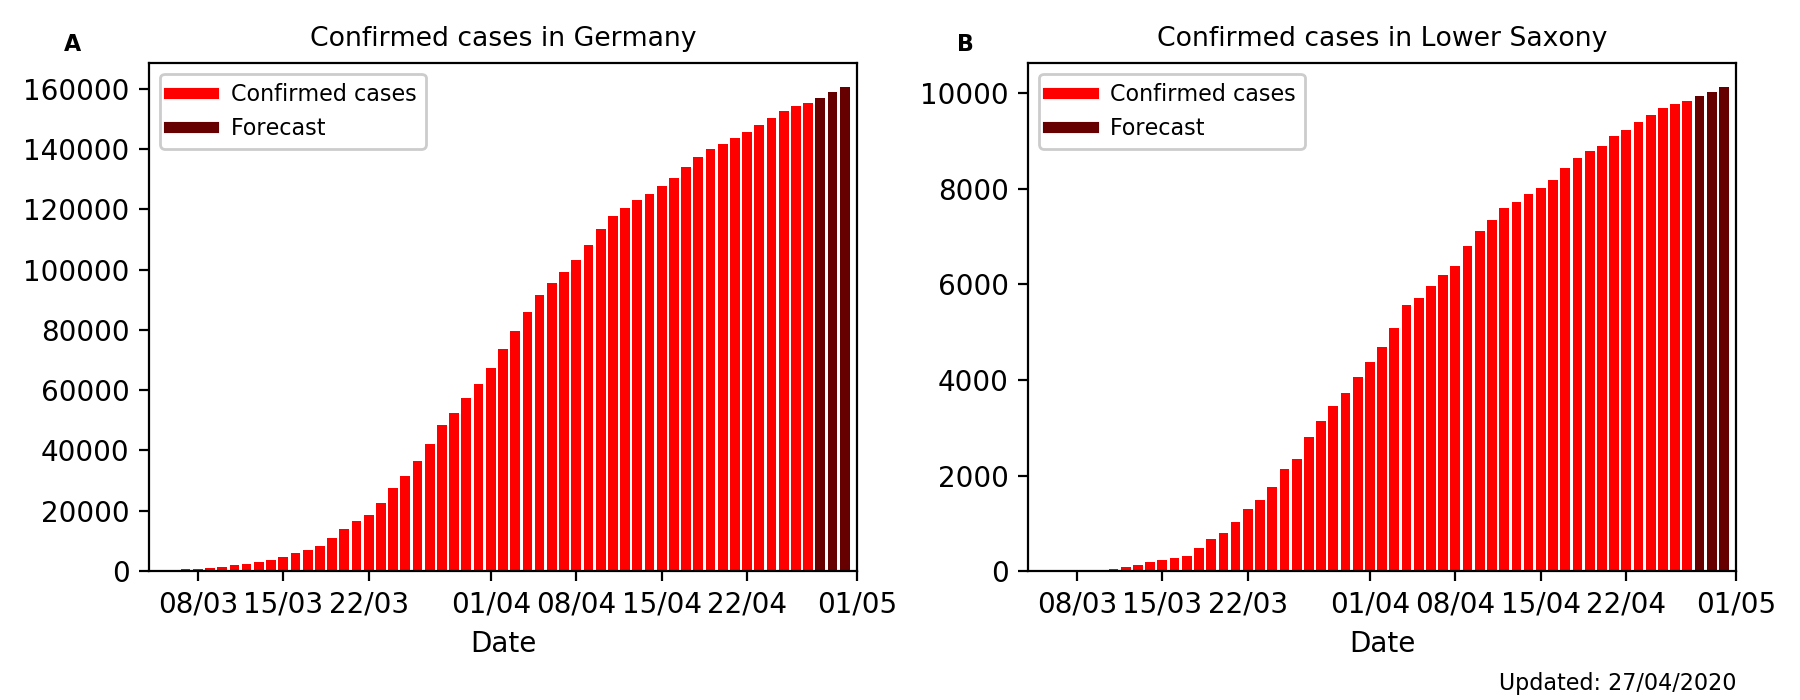 A
Confirmed cases in Germany
Confirmed cases
Forecast
160000
140000
120000
100000
80000
60000
40000
20000
0
08/03 15/03 22/03 01/04 08/04 15/04 22/04 01/05
Date
B
Confirmed cases in Lower Saxony
Confirmed cases
Forecast
10000
8000
6000
4000
2000
0
08/03 15/03 22/03 01/04 08/04 15/04 22/04 01/05
Date
Updated: 27/04/2020